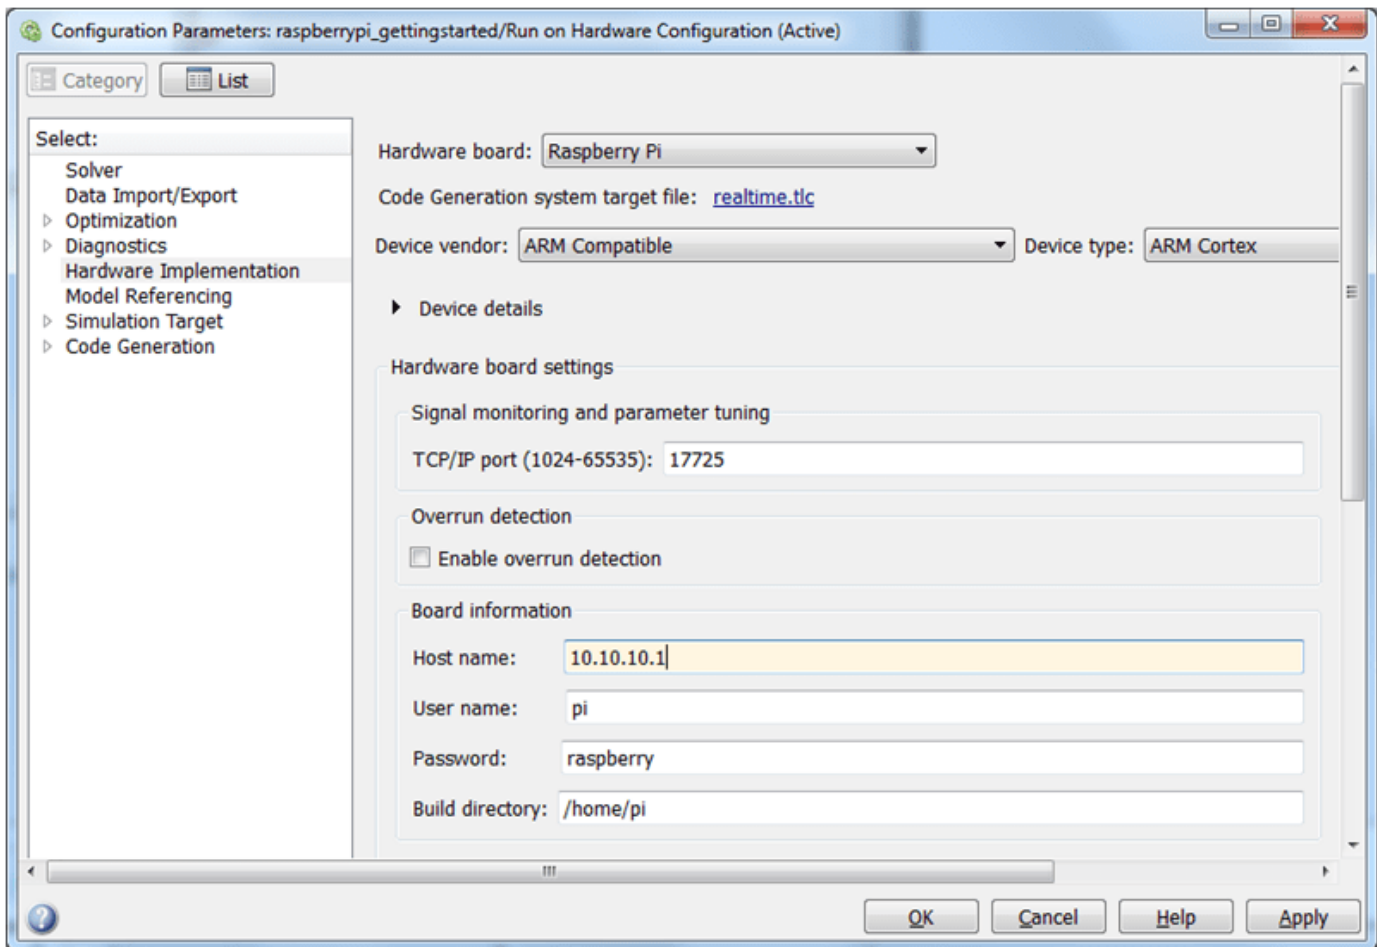 Configuration Parameters: raspberrypi_gettingstarted/Run on Hardware Configuration (Active)
Category
List
Select:
Solver
Data Import/Export
Optimization
Diagnostics
Hardware Implementation
Model Referencing
Simulation Target
Code Generation
Hardware board: Raspberry Pi
Code Generation system target file: realtime.tlc
Device vendor: ARM Compatible Device type: ARM Cortex
Device details
Hardware board settings
Signal monitoring and parameter tuning
TCP/IP port (1024-65535): 17725
Overrun detection
Enable overrun detection
Board information
Host name: 10.10.10.1
User name: pi
Password: raspberry
Build directory: /home/pi
OK Cancel Help Apply